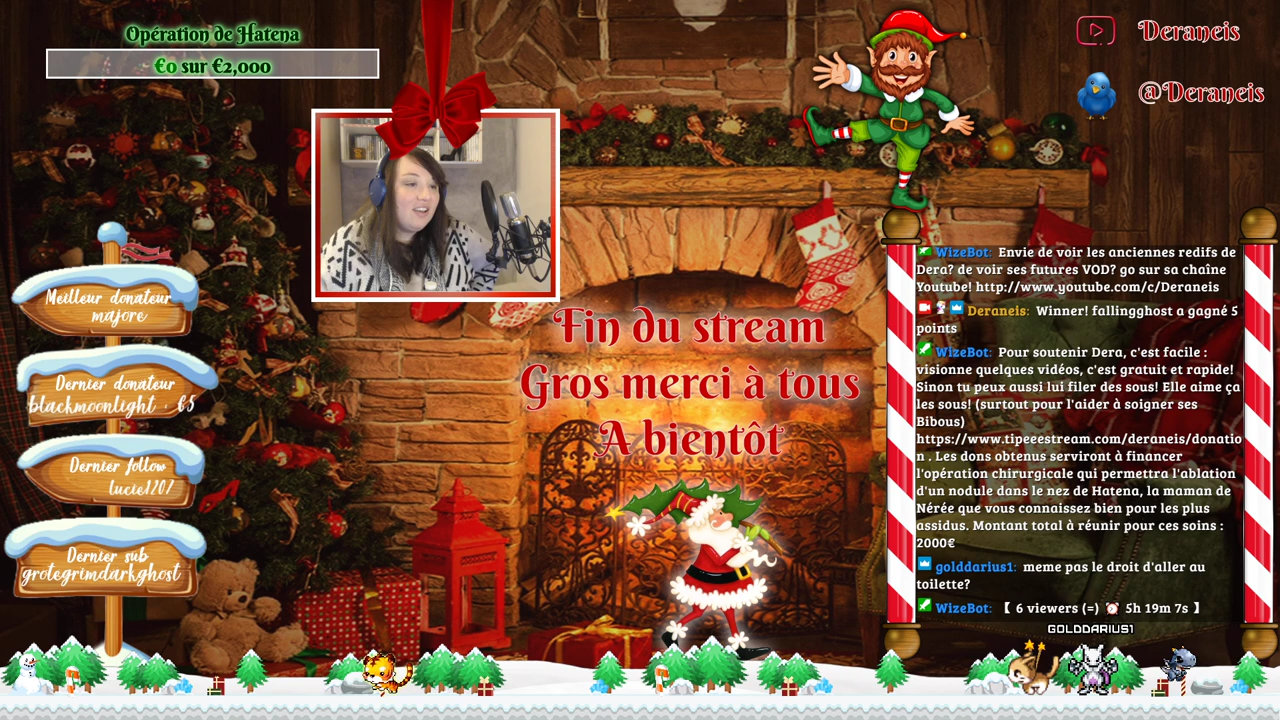 Opération de Hatena
€0 sur €2,000
Deraneis
@Deraneis
Meilleur donateur
majore
Dernier donateur
blackmoonlight · €5
Dernier follow
lucie1207
Dernier sub
grotegrimdarkghost
Fin du stream
Gros merci à tous
A bientôt
WizeBot: Envie de voir les anciennes redifs de
Dera? de voir ses futures VOD? go sur sa chaîne
Youtube! http://www.youtube.com/c/Deraneis
Deraneis: Winner! fallingghost a gagné 5
points
WizeBot: Pour soutenir Dera, c'est facile :
visionne quelques vidéos, c'est gratuit et rapide!
Sinon tu peux aussi lui filer des sous! Elle aime ça
les sous! (surtout pour l'aider à soigner ses
Bibous)
https://www.tipeeestream.com/deraneis/donatio
n . Les dons obtenus serviront à financer
l'opération chirurgicale qui permettra l'ablation
d'un nodule dans le nez de Hatena, la maman de
Nérée que vous connaissez bien pour les plus
assidus. Montant total à réunir pour ces soins :
2000€
golddarius1: meme pas le droit d'aller au
toilette?
WizeBot: 【 6 viewers (=) ⏰ 5h 19m 7s 】
GOLDDARIUS1